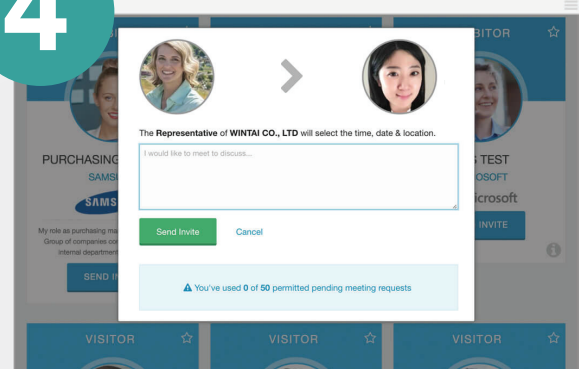 4
VISITOR
The Representative of WINTAI CO., LTD will select the time, date & location.
I would like to meet to discuss...
Send Invite
Cancel
You've used 0 of 50 permitted pending meeting requests
PURCHASING
SAMS
SAMS
My role as purchasing ma
Group of companies co
internal department
SEND IN
S TEST
OSOFT
icrosoft
INVITE
VISITOR
VISITOR
VISITOR